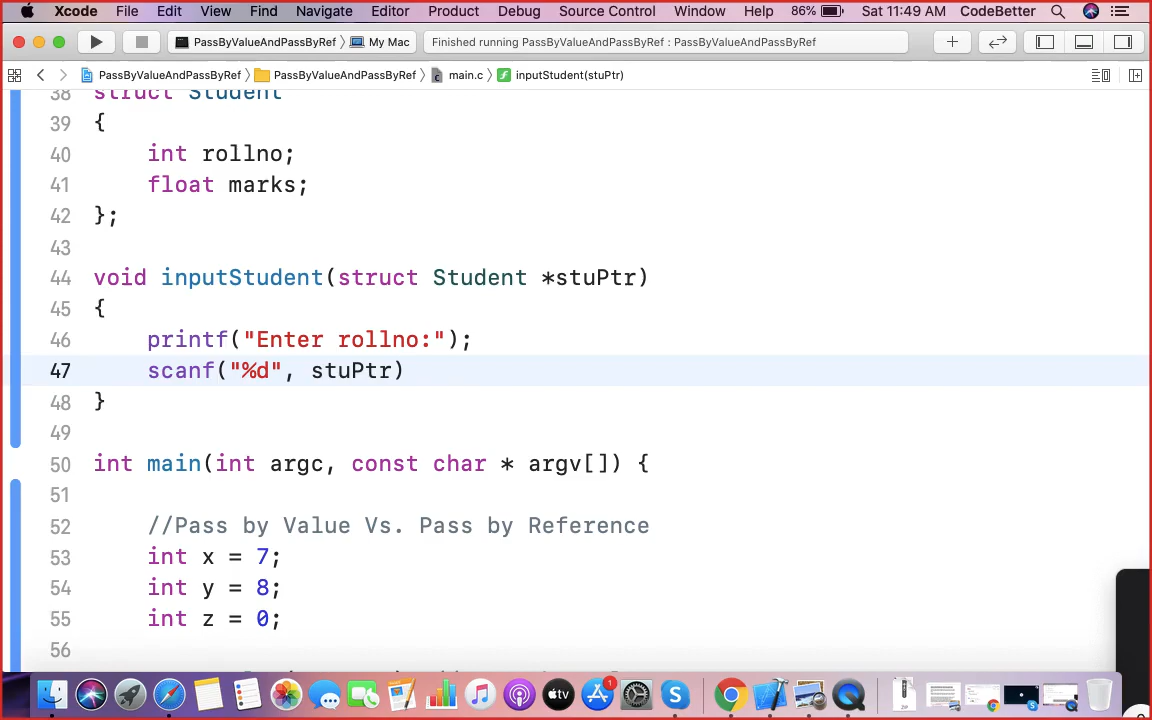 Xcode File Edit View Find Navigate Editor Product Debug Source Control Window Help 86% Sat 11:49 AM CodeBetter
PassByValueAndPassByRef My Mac Finished running PassByValueAndPassByRef : PassByValueAndPassByRef
PassByValueAndPassByRef PassByValueAndPassByRef main.c inputStudent(stuPtr)
38 struct Student
39 {
40 int rollno;
41 float marks;
42 };
43
44 void inputStudent(struct Student *stuPtr)
45 {
46 printf("Enter rollno:");
47 scanf("%d", stuPtr)
48 }
49
50 int main(int argc, const char * argv[]) {
51
52 //Pass by Value Vs. Pass by Reference
53 int x = 7;
54 int y = 8;
55 int z = 0;
56
tv 1